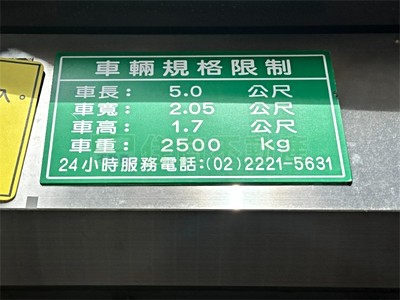 入。
車輛規格限制
車長: 5.0 公尺
車寬: 2.05 公尺
車高: 1.7 公尺
車重: 2500 kg
24小時服務電話:(02)2221-5631